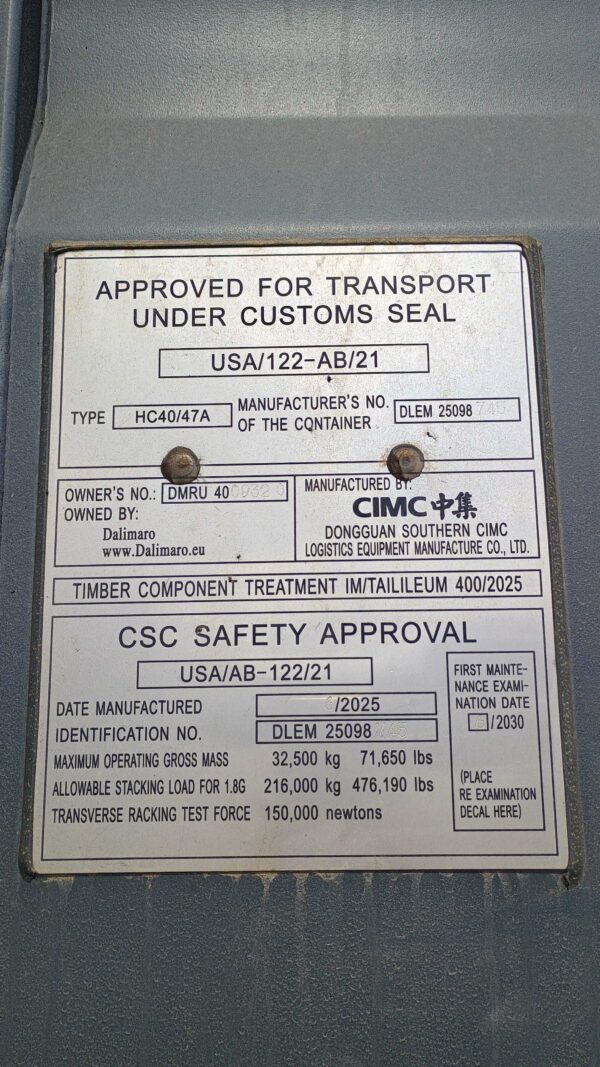 APPROVED FOR TRANSPORT
UNDER CUSTOMS SEAL
USA/122-AB/21
TYPE
HC40/47A
MANUFACTURER'S NO.
OF THE CONTAINER
DLEM 25098
OWNER'S NO.:
DMRU 40
OWNED BY:
Dalimaro
www.Dalimaro.eu
MANUFACTURED BY:
CIMC中集
DONGGUAN SOUTHERN CIMC
LOGISTICS EQUIPMENT MANUFACTURE CO., LTD.
TIMBER COMPONENT TREATMENT IM/TAILILEUM 400/2025
CSC SAFETY APPROVAL
USA/AB-122/21
DATE MANUFACTURED
/2025
IDENTIFICATION NO.
DLEM 25098
MAXIMUM OPERATING GROSS MASS 32,500 kg 71,650 lbs
ALLOWABLE STACKING LOAD FOR 1.8G 216,000 kg 476,190 lbs
TRANSVERSE RACKING TEST FORCE 150,000 newtons
FIRST MAINTE-
NANCE EXAMI-
NATION DATE
/2030
(PLACE
RE EXAMINATION
DECAL HERE)